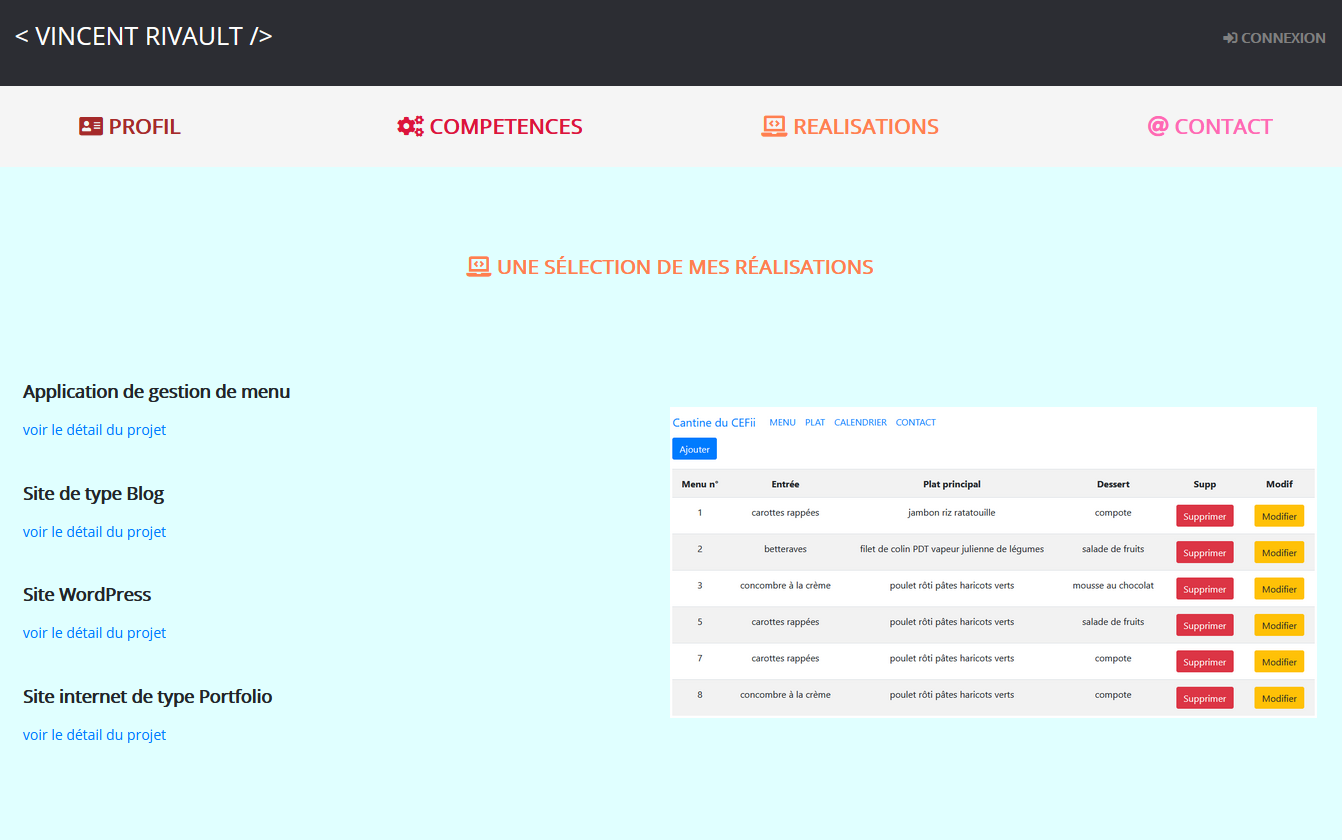 < VINCENT RIVAULT />
CONNEXION
PROFIL COMPETENCES REALISATIONS @ CONTACT
UNE SÉLECTION DE MES RÉALISATIONS
Application de gestion de menu
voir le détail du projet
Site de type Blog
voir le détail du projet
Site WordPress
voir le détail du projet
Site internet de type Portfolio
voir le détail du projet
Cantine du CEFii MENU PLAT CALENDRIER CONTACT
Ajouter
Menu n° Entrée Plat principal Dessert Supp Modif
1 carottes rappées jambon riz ratatouille compote Supprimer Modifier
2 betteraves filet de colin PDT vapeur julienne de légumes salade de fruits Supprimer Modifier
3 concombre à la crème poulet rôti pâtes haricots verts mousse au chocolat Supprimer Modifier
5 carottes rappées poulet rôti pâtes haricots verts salade de fruits Supprimer Modifier
7 carottes rappées poulet rôti pâtes haricots verts compote Supprimer Modifier
8 concombre à la crème poulet rôti pâtes haricots verts compote Supprimer Modifier